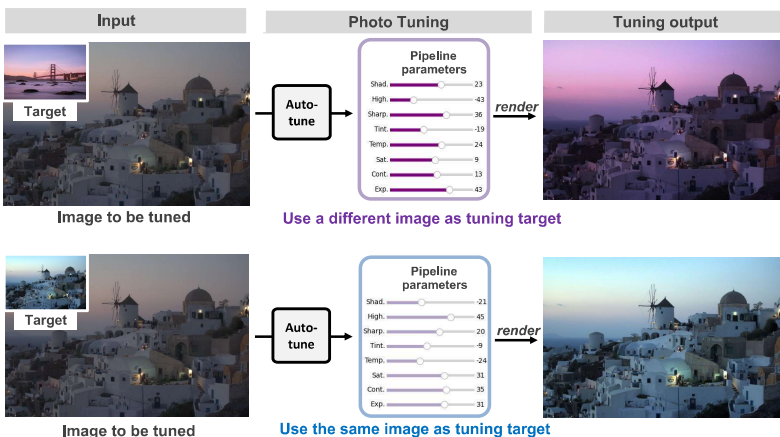 Input
Photo Tuning
Tuning output
Target
Auto-
tune
Pipeline
parameters
Shad. 23
High. -43
Sharp. 36
Tint. -19
Temp. 24
Sat. 9
Cont. 13
Exp. 43
render
Image to be tuned
Use a different image as tuning target
Target
Auto-
tune
Pipeline
parameters
Shad. -21
High. 45
Sharp. 20
Tint. -9
Temp. -24
Sat. 31
Cont. 35
Exp. 31
render
Image to be tuned
Use the same image as tuning target